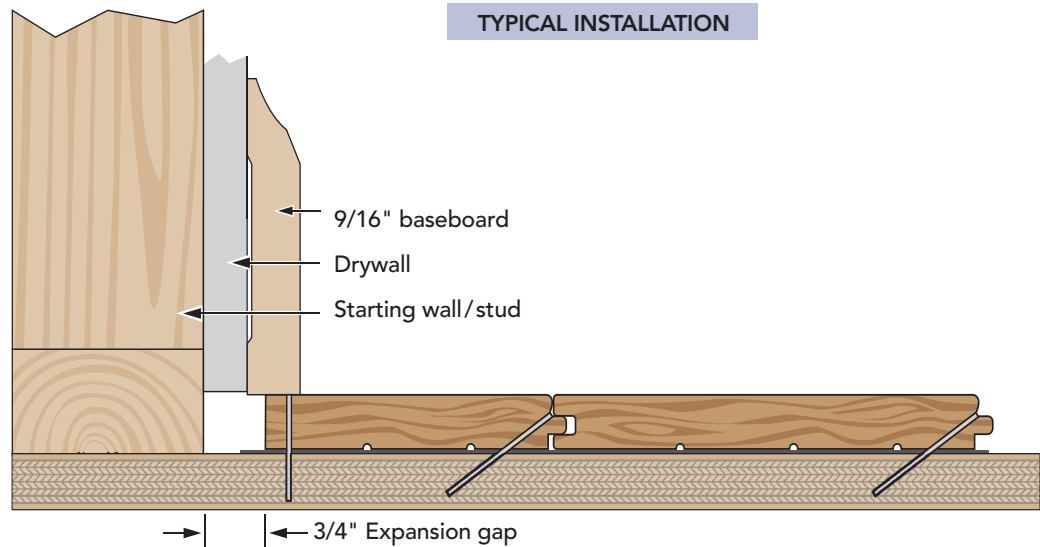 TYPICAL INSTALLATION
9/16" baseboard
Drywall
Starting wall/stud
3/4" Expansion gap